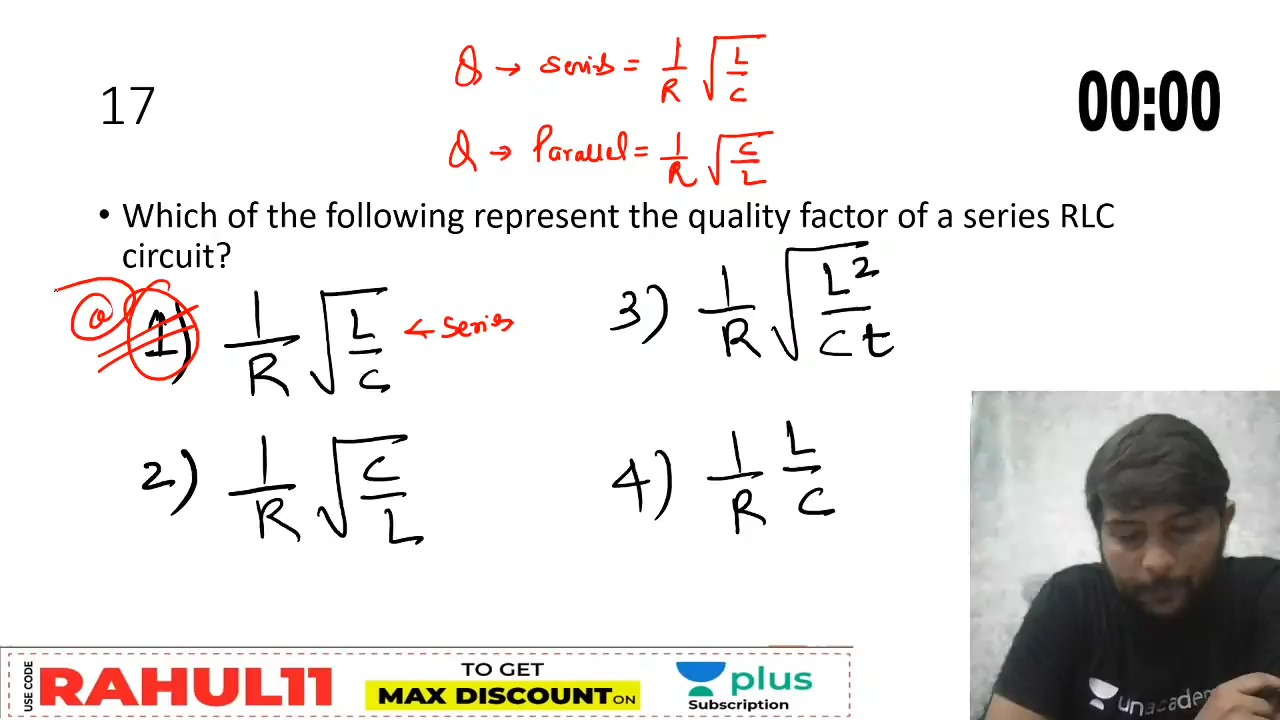 Q → series = 1/R √(L/C)
17
00:00
Q → Parallel = 1/R √(C/L)
• Which of the following represent the quality factor of a series RLC
circuit?
@ 1) 1/R √(L/C) ← Series
3) 1/R √(L²/Ct)
2) 1/R √(C/L)
4) 1/R L/C
unacadem
USE CODE
RAHUL11
TO GET
MAX DISCOUNT ON
plus
Subscription